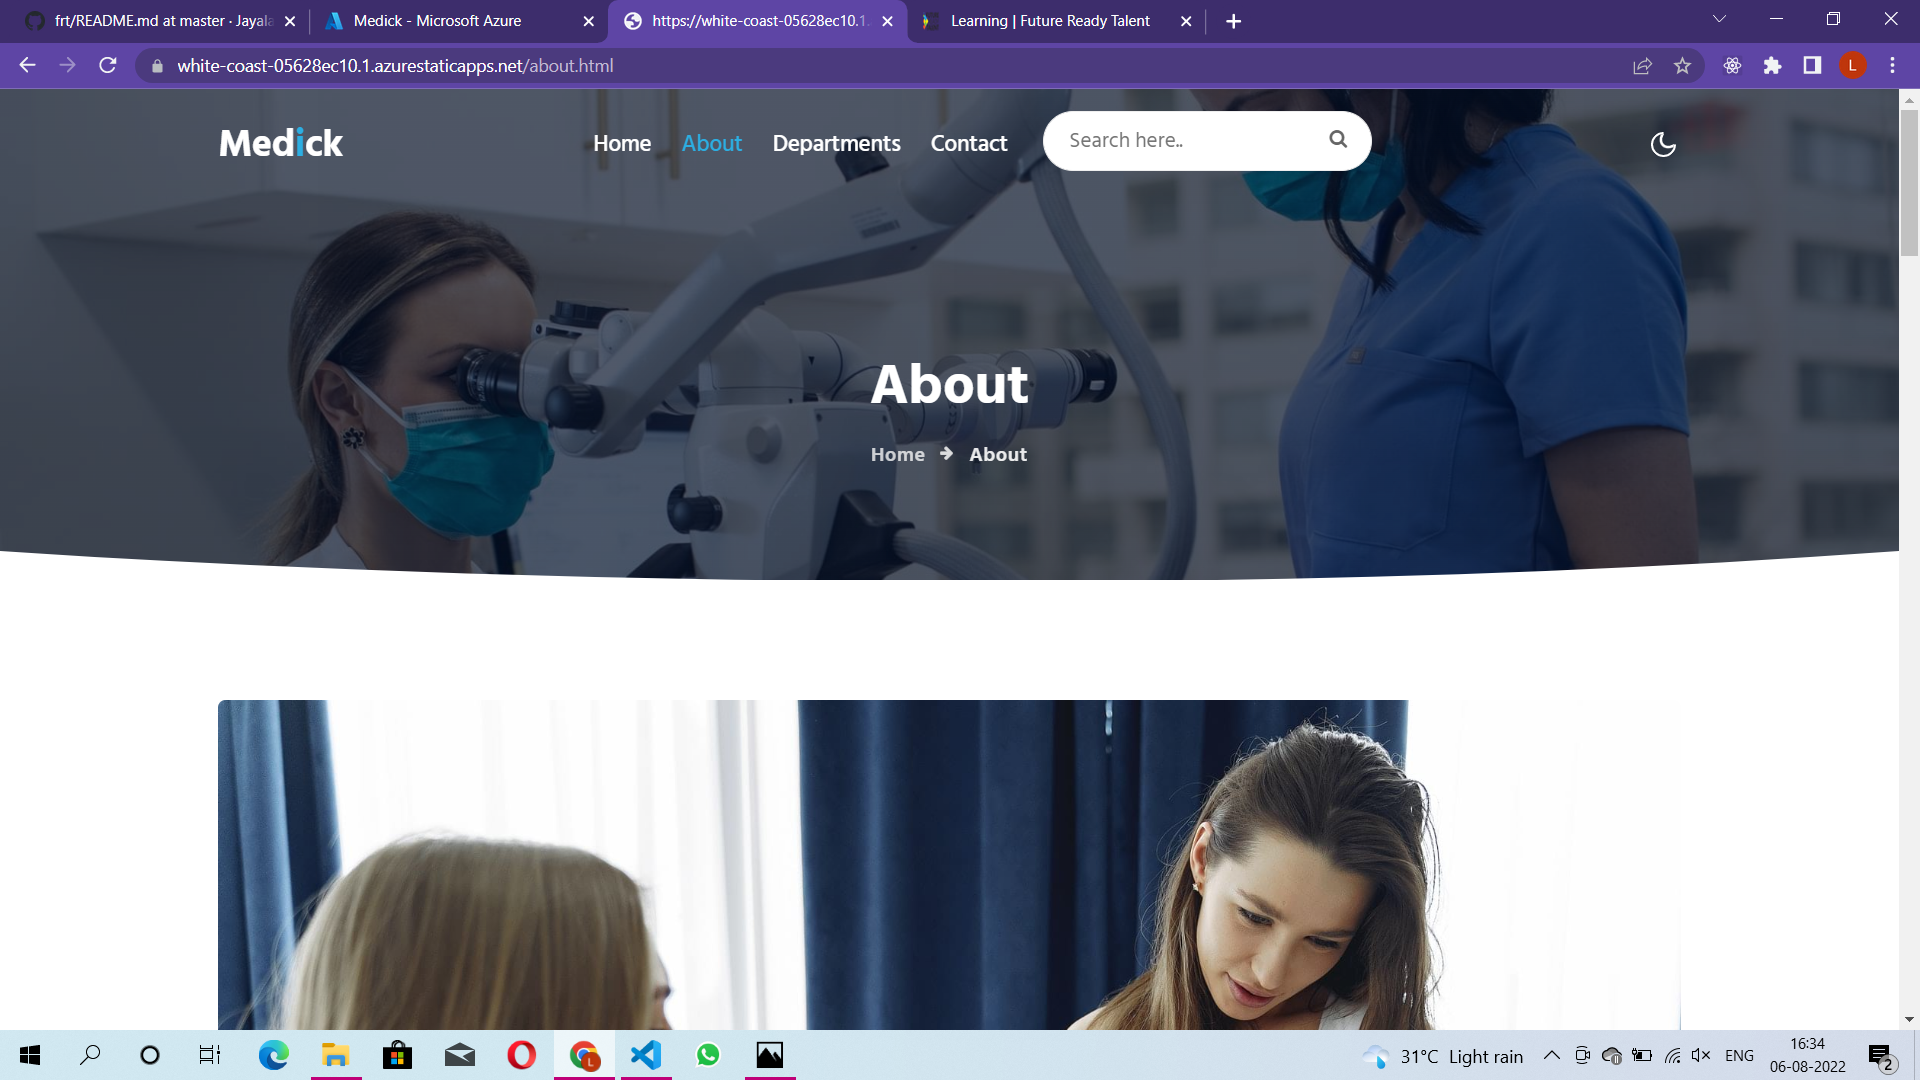 frt/README.md at master · Jayala
Medick - Microsoft Azure
https://white-coast-05628ec10.1.
Learning | Future Ready Talent
white-coast-05628ec10.1.azurestaticapps.net/about.html
L
Medick
Home
About
Departments
Contact
Search here..
About
Home
About
L
31°C Light rain
ENG
16:34
06-08-2022
2